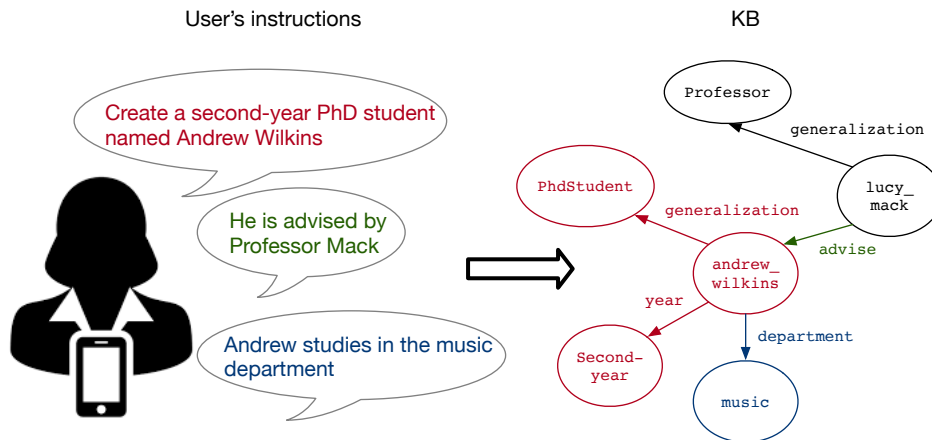 User's instructions
KB
Create a second-year PhD student
named Andrew Wilkins
He is advised by
Professor Mack
Andrew studies in the music
department
Professor
generalization
PhdStudent
generalization
lucy_
mack
advise
andrew_
wilkins
year
department
Second-
year
music